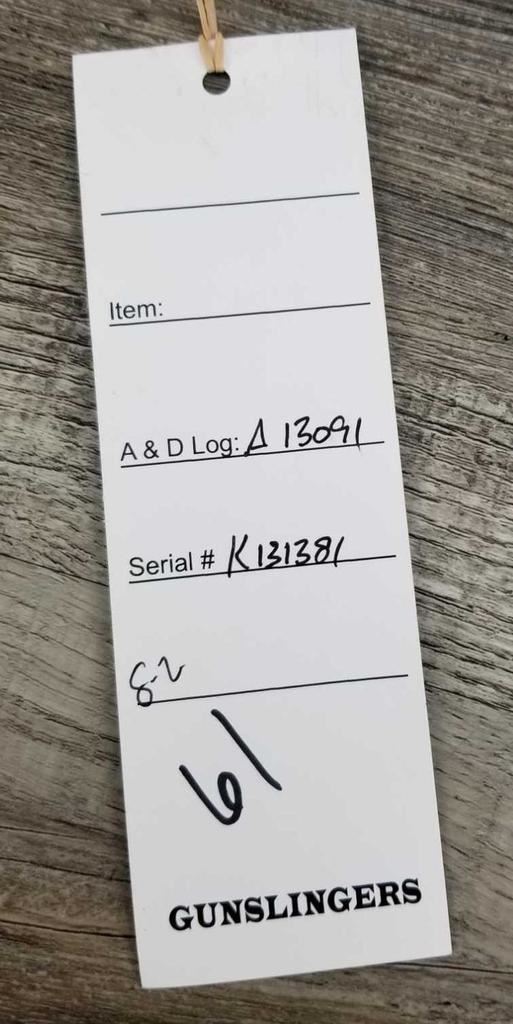 Item:
A & D Log: A 13091
Serial # K131381
8-2
61
GUNSLINGERS